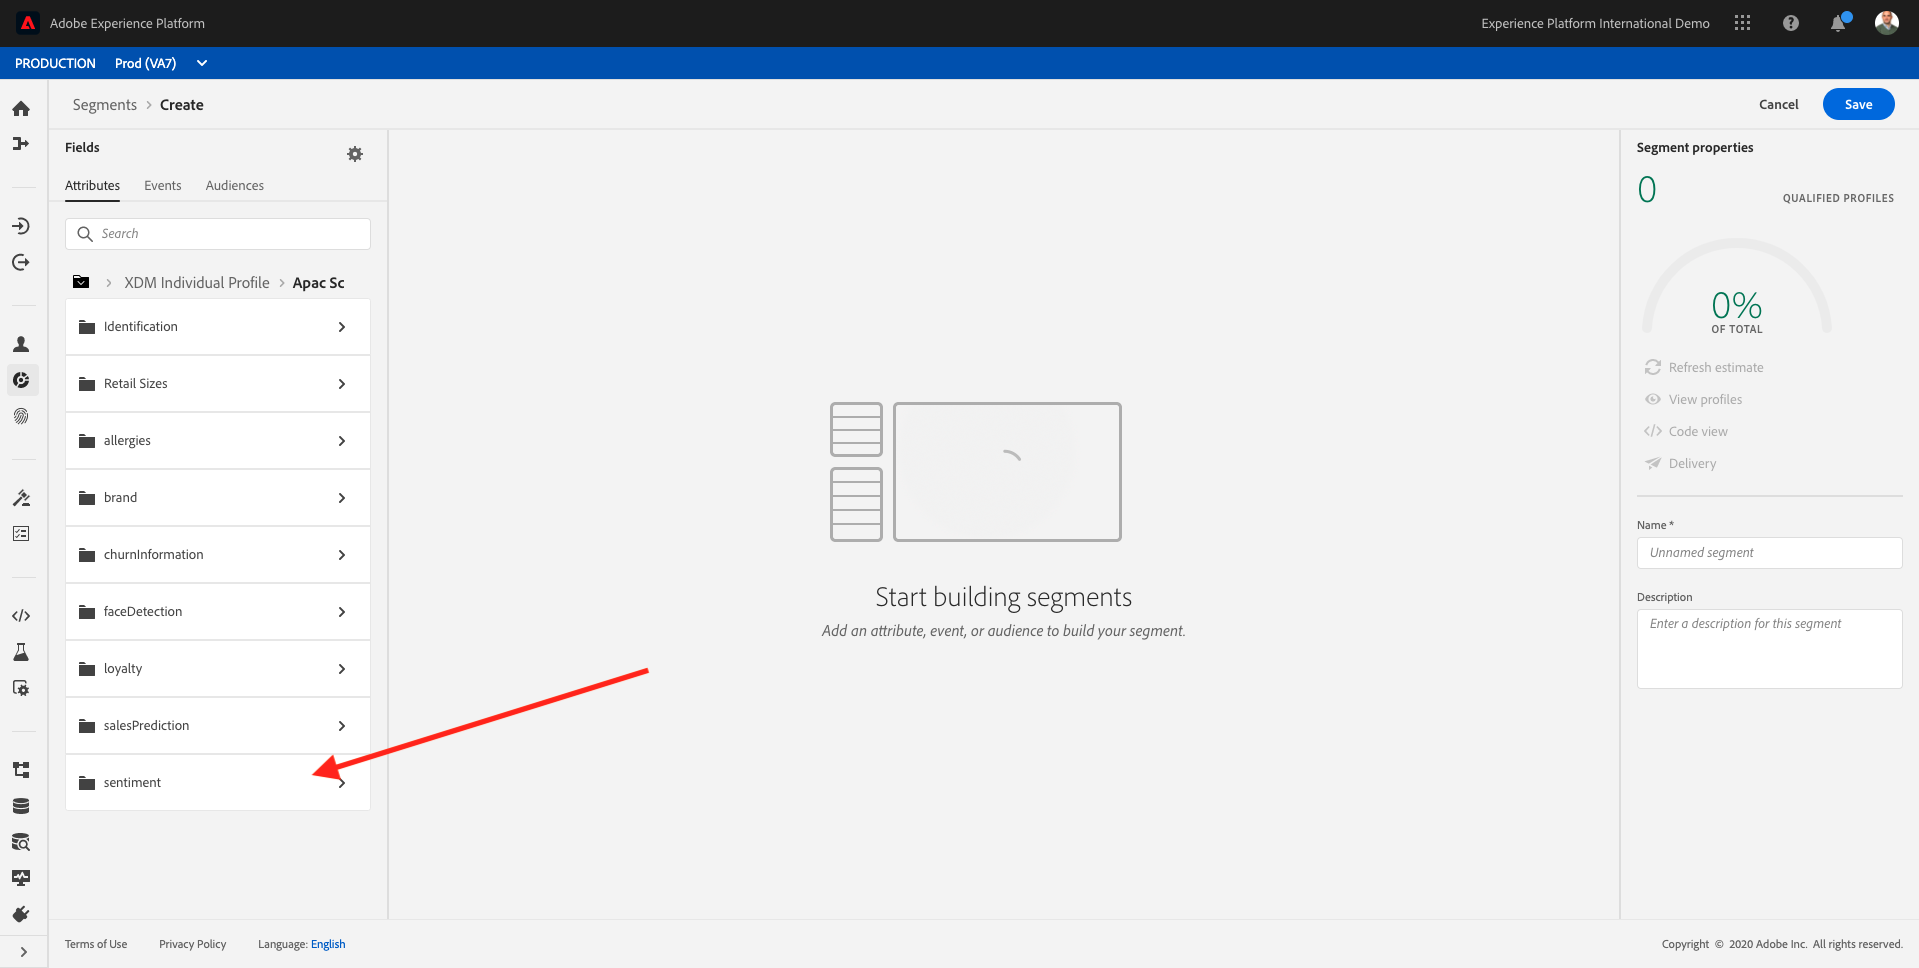 Adobe Experience Platform
Experience Platform International Demo
PRODUCTION Prod (VA7)
Segments > Create
Cancel
Save
Fields
Attributes Events Audiences
Search
> XDM Individual Profile > Apac Sc
Identification
Retail Sizes
allergies
brand
churnInformation
faceDetection
loyalty
salesPrediction
sentiment
Start building segments
Add an attribute, event, or audience to build your segment.
Segment properties
0
QUALIFIED PROFILES
0%
OF TOTAL
Refresh estimate
View profiles
Code view
Delivery
Name *
Unnamed segment
Description
Enter a description for this segment
Terms of Use Privacy Policy Language: English
Copyright © 2020 Adobe Inc. All rights reserved.